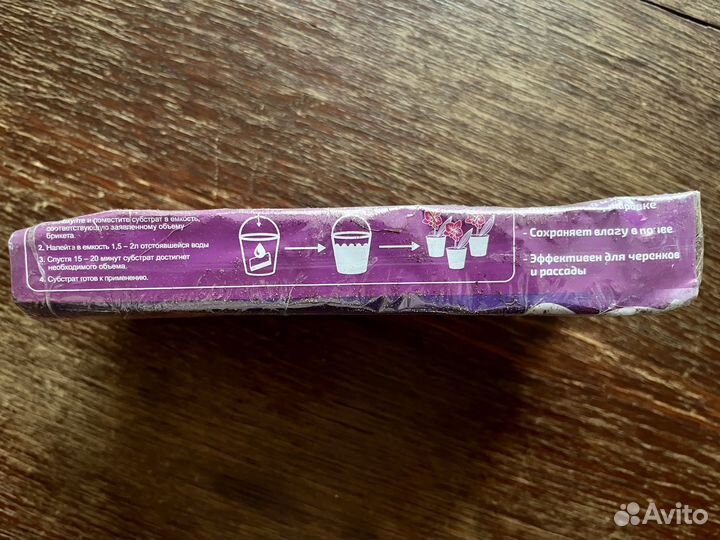 и поместите субстрат в емкость,
соответствующую заявленному объему
брикета.
2. Налейте в емкость 1,5 – 2л отстоявшейся воды
3. Спустя 15 – 20 минут субстрат достигнет
необходимого объема.
4. Субстрат готов к применению.
- Сохраняет влагу в почве
- Эффективен для черенков
и рассады
Avito